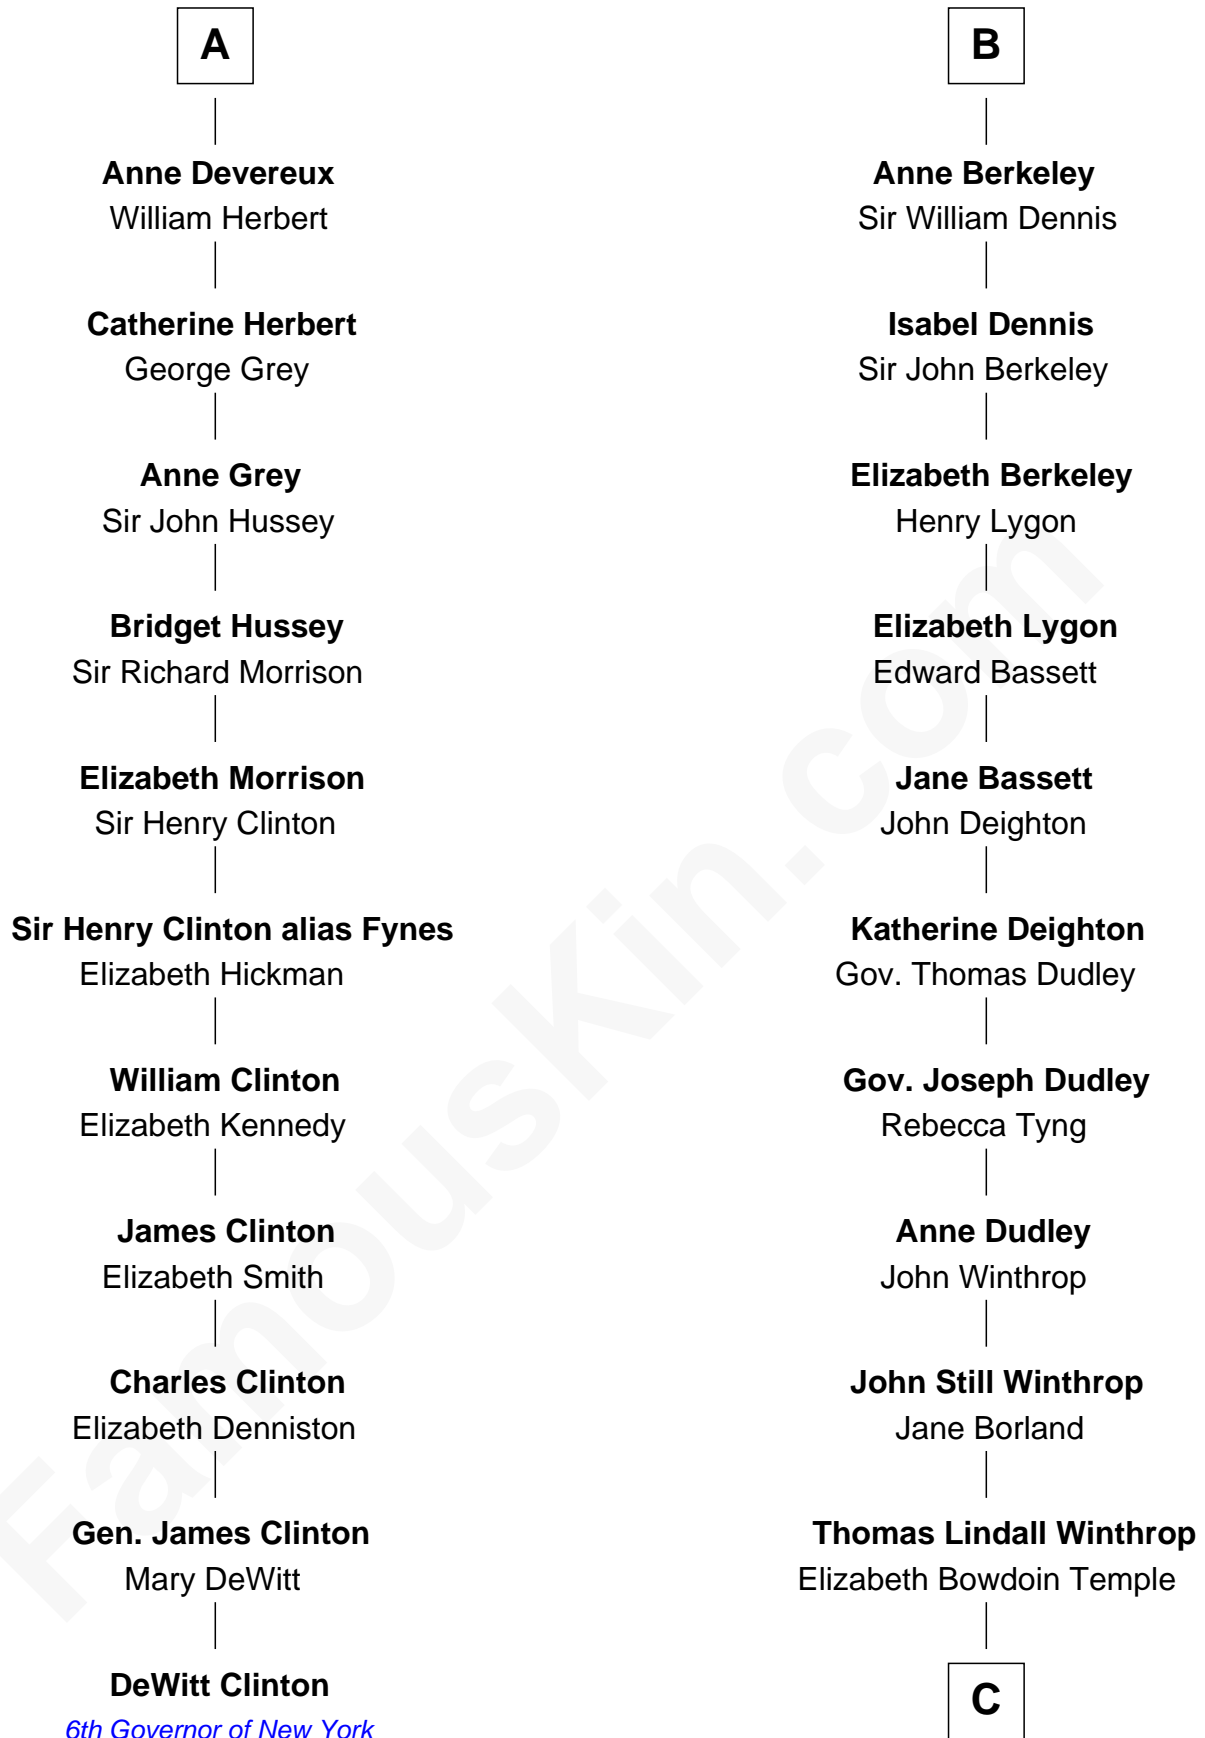 A
Anne Devereux
William Herbert
Catherine Herbert
George Grey
Anne Grey
Sir John Hussey
Bridget Hussey
Sir Richard Morrison
Elizabeth Morrison
Sir Henry Clinton
Sir Henry Clinton alias Fynes
Elizabeth Hickman
William Clinton
Elizabeth Kennedy
James Clinton
Elizabeth Smith
Charles Clinton
Elizabeth Denniston
Gen. James Clinton
Mary DeWitt
DeWitt Clinton
6th Governor of New York
B
Anne Berkeley
Sir William Dennis
Isabel Dennis
Sir John Berkeley
Elizabeth Berkeley
Henry Lygon
Elizabeth Lygon
Edward Bassett
Jane Bassett
John Deighton
Katherine Deighton
Gov. Thomas Dudley
Gov. Joseph Dudley
Rebecca Tyng
Anne Dudley
John Winthrop
John Still Winthrop
Jane Borland
Thomas Lindall Winthrop
Elizabeth Bowdoin Temple
C
FamousKin.com